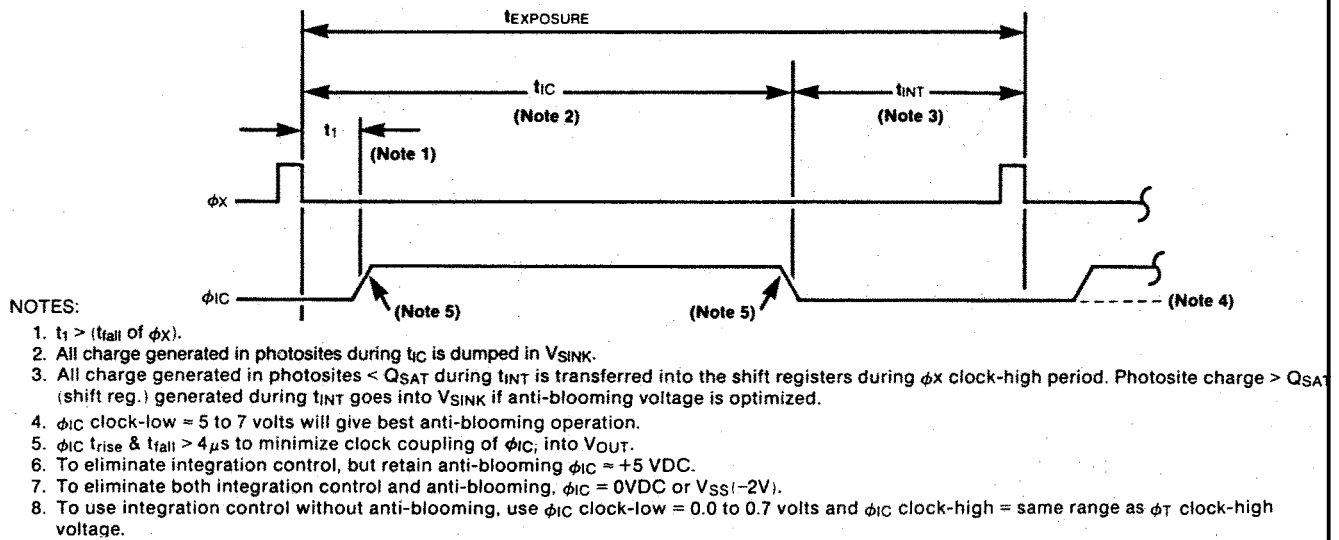 tEXPOSURE
tIC
(Note 2)
tINT
(Note 3)
t1
(Note 1)
ϕX
ϕIC
(Note 5)
(Note 5)
(Note 4)
NOTES:
1. t1 > (tfall of ϕX).
2. All charge generated in photosites during tIC is dumped in VSINK.
3. All charge generated in photosites < QSAT during tINT is transferred into the shift registers during ϕX clock-high period. Photosite charge > QSAT
(shift reg.) generated during tINT goes into VSINK if anti-blooming voltage is optimized.
4. ϕIC clock-low ≈ 5 to 7 volts will give best anti-blooming operation.
5. ϕIC trise & tfall > 4μs to minimize clock coupling of ϕIC; into VOUT.
6. To eliminate integration control, but retain anti-blooming ϕIC ≈ +5 VDC.
7. To eliminate both integration control and anti-blooming, ϕIC = 0VDC or VSS(−2V).
8. To use integration control without anti-blooming, use ϕIC clock-low = 0.0 to 0.7 volts and ϕIC clock-high = same range as ϕT clock-high
voltage.